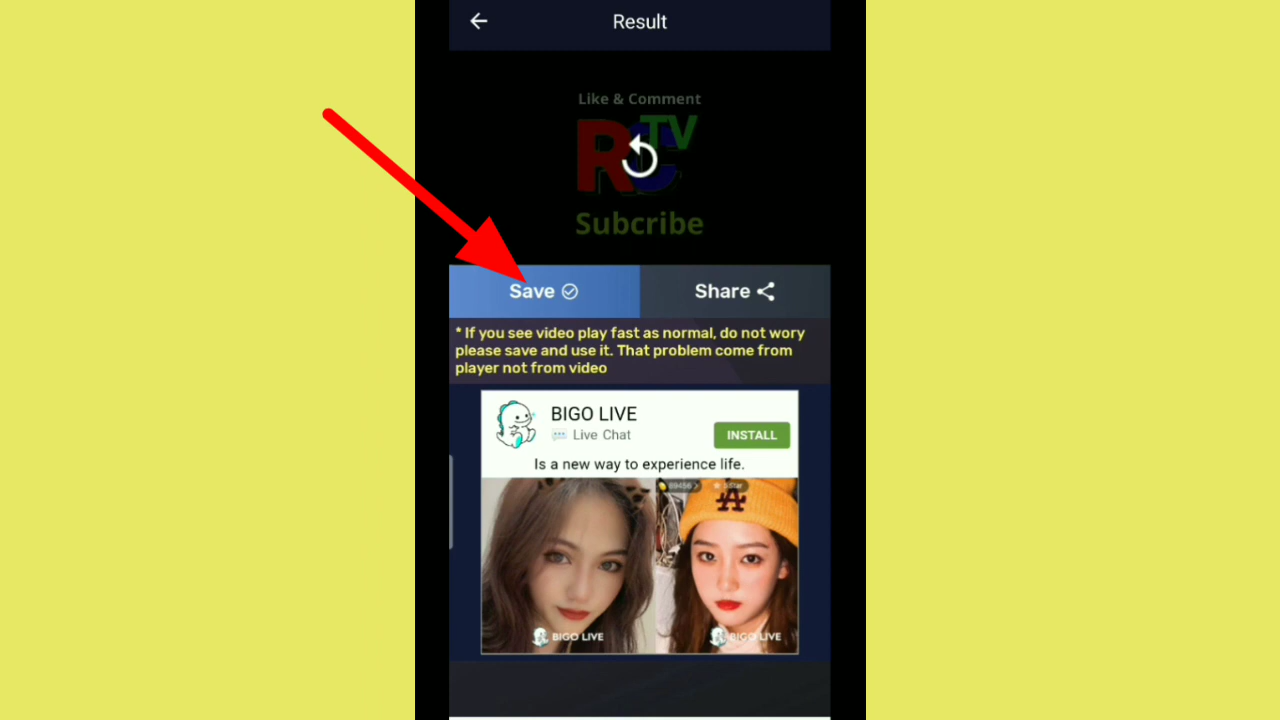 Result
Like & Comment
RC TV
Subcribe
Save
Share
* If you see video play fast as normal, do not wory
please save and use it. That problem come from
player not from video
BIGO LIVE
Live Chat
INSTALL
Is a new way to experience life.
BIGO LIVE
BIGO LIVE